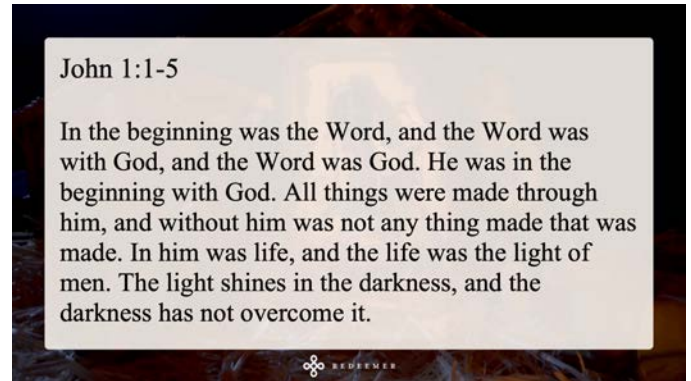 John 1:1-5
In the beginning was the Word, and the Word was
with God, and the Word was God. He was in the
beginning with God. All things were made through
him, and without him was not any thing made that was
made. In him was life, and the life was the light of
men. The light shines in the darkness, and the
darkness has not overcome it.
REDEEMER